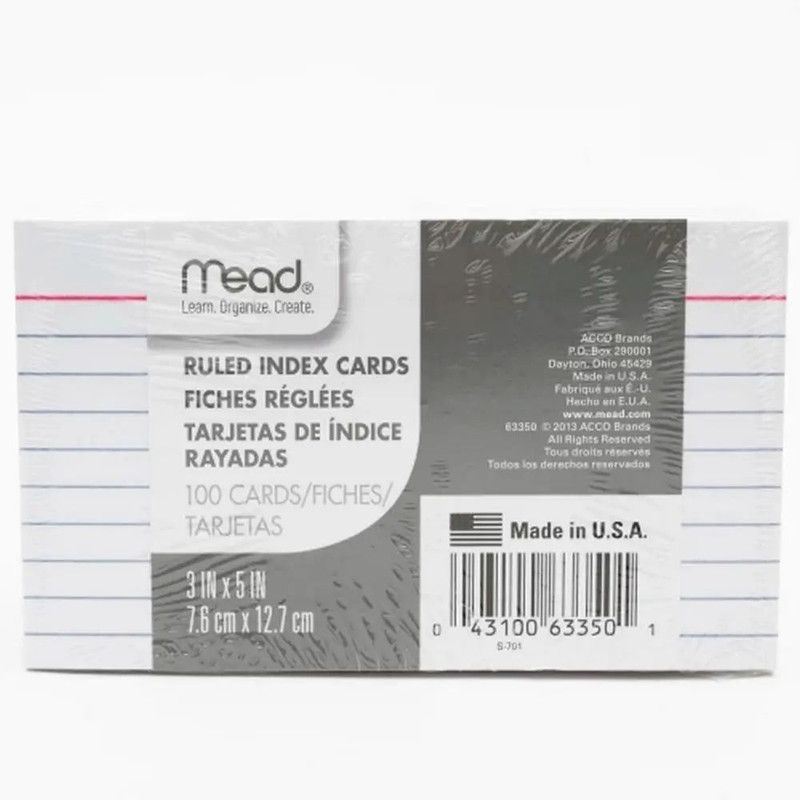 Mead®
Learn. Organize. Create.
RULED INDEX CARDS
FICHES RÉGLÉES
TARJETAS DE ÍNDICE
RAYADAS
100 CARDS/FICHES/
TARJETAS
3 IN x 5 IN
7.6 cm x 12.7 cm
ACCO Brands
P.O. Box 290001
Dayton, Ohio 45429
Made in U.S.A.
Fabriqué aux É.-U.
Hecho en E.U.A.
www.mead.com
63350 © 2013 ACCO Brands
All Rights Reserved
Tous droits réservés
Todos los derechos reservados
Made in U.S.A.
0 43100 63350 1
S-701